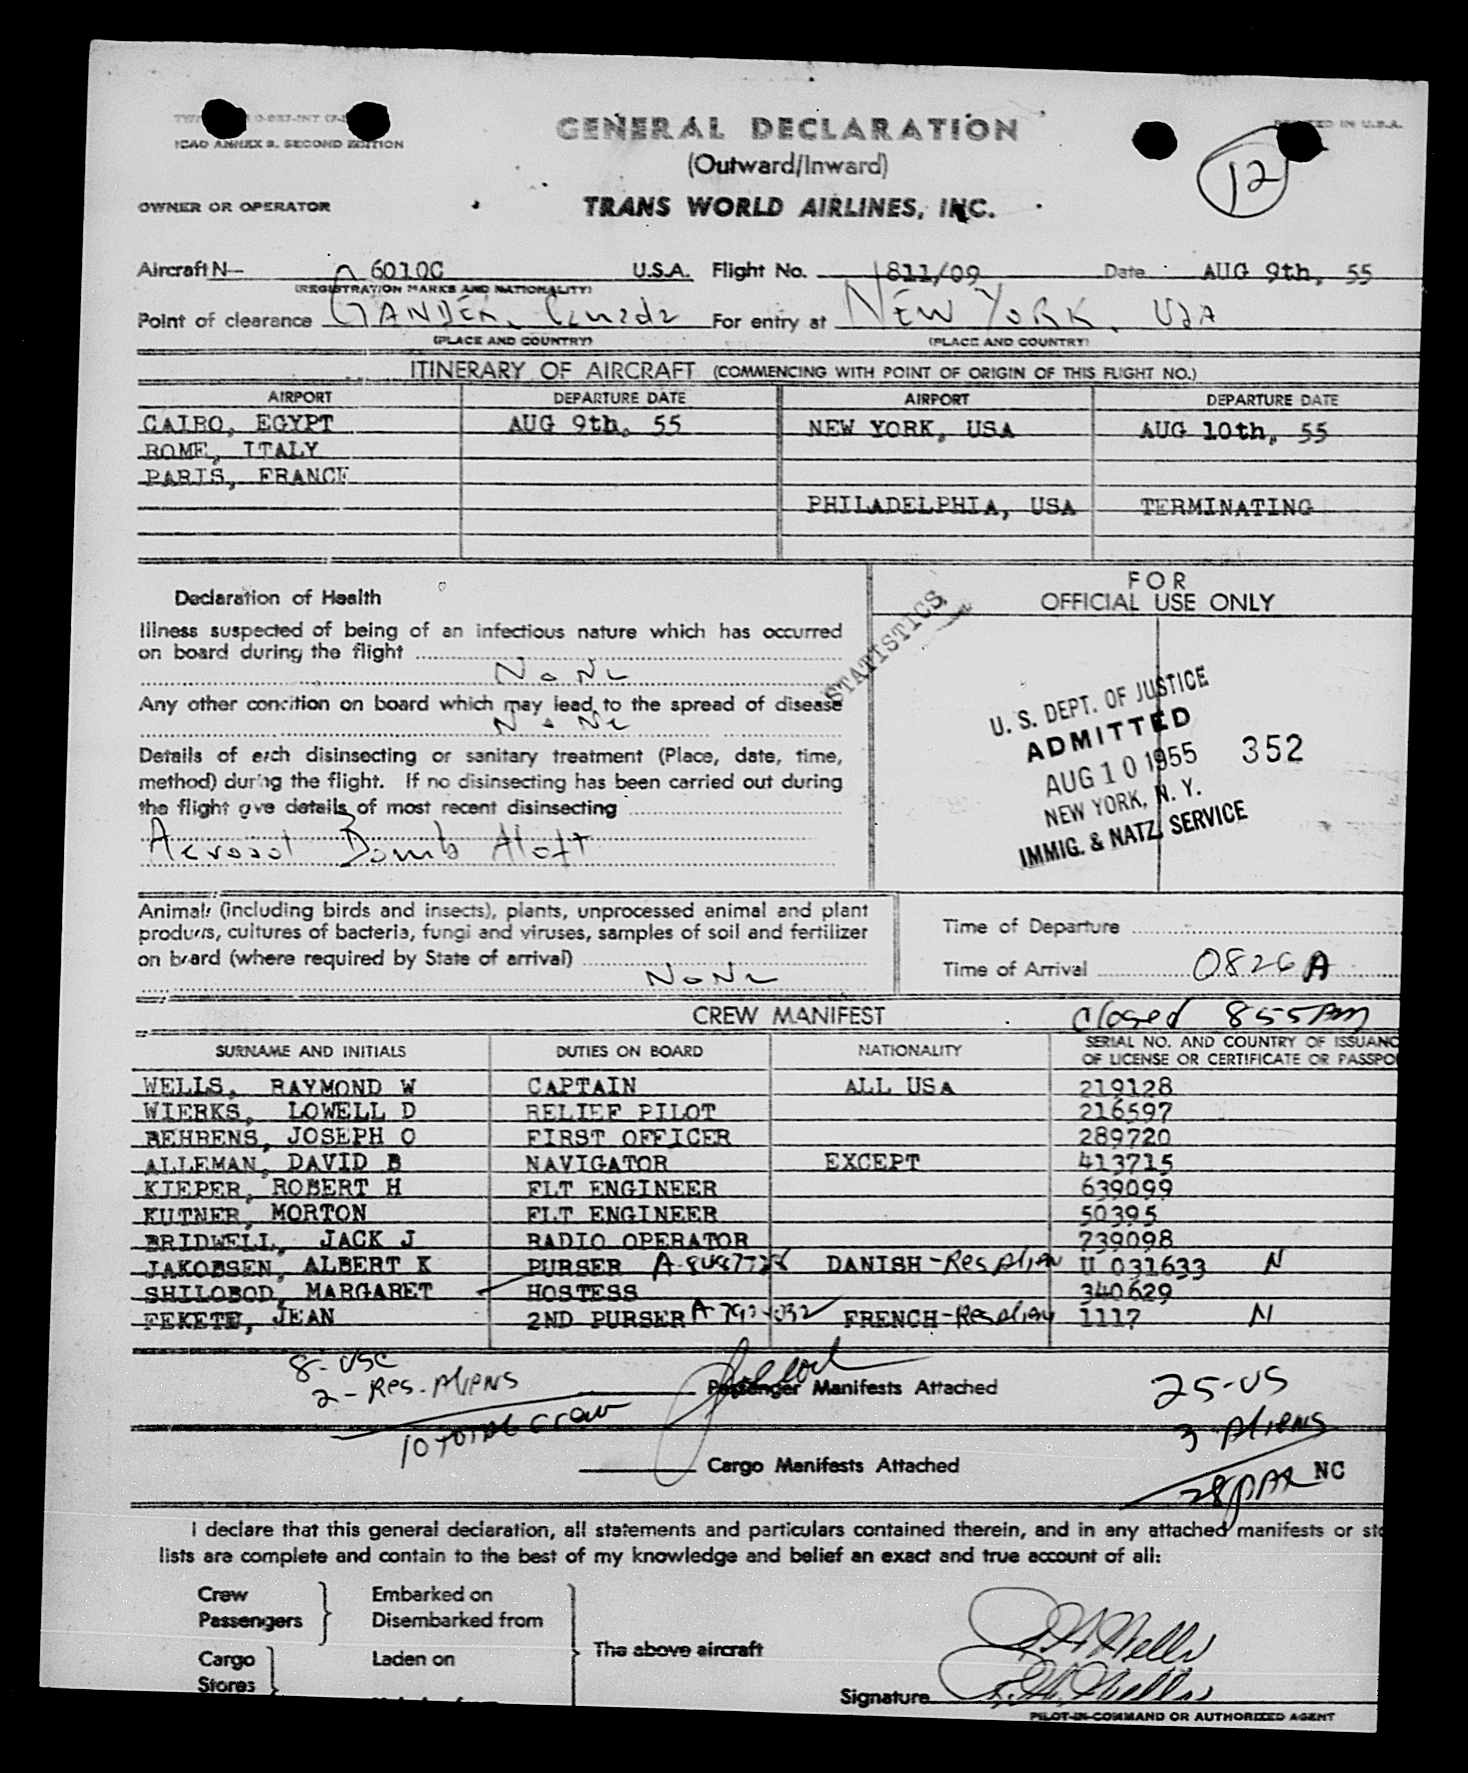 ICAO ANNEX 9, SECOND EDITION
GENERAL DECLARATION
(Outward/Inward)
12
OWNER OR OPERATOR
TRANS WORLD AIRLINES, INC.
Aircraft N- 6010C U.S.A. Flight No. 811/09 Date AUG 9th, 55
(REGISTRATION MARKS AND NATIONALITY)
Point of clearance GANDER, Canada For entry at NEW YORK, USA
(PLACE AND COUNTRY) (PLACE AND COUNTRY)
ITINERARY OF AIRCRAFT (COMMENCING WITH POINT OF ORIGIN OF THIS FLIGHT NO.)
AIRPORT DEPARTURE DATE AIRPORT DEPARTURE DATE
CAIRO, EGYPT AUG 9th, 55 NEW YORK, USA AUG 10th, 55
ROME, ITALY
PARIS, FRANCE
PHILADELPHIA, USA TERMINATING
FOR
OFFICIAL USE ONLY
Declaration of Health
Illness suspected of being of an infectious nature which has occurred
on board during the flight
NoNe
STATISTICS
Any other condition on board which may lead to the spread of disease
NoNe
Details of each disinsecting or sanitary treatment (Place, date, time,
method) during the flight. If no disinsecting has been carried out during
the flight give details of most recent disinsecting
Aerosol Bomb Aloft
U. S. DEPT. OF JUSTICE
ADMITTED
AUG 10 1955 352
NEW YORK, N. Y.
IMMIG. & NATZ. SERVICE
Animals (including birds and insects), plants, unprocessed animal and plant
products, cultures of bacteria, fungi and viruses, samples of soil and fertilizer
on board (where required by State of arrival)
NoNe
Time of Departure
Time of Arrival 0826 A
CREW MANIFEST closed 855 AM
SURNAME AND INITIALS DUTIES ON BOARD NATIONALITY SERIAL NO. AND COUNTRY OF ISSUANC
OF LICENSE OR CERTIFICATE OR PASSPO
WELLS, RAYMOND W CAPTAIN ALL USA 219128
WIERKS, LOWELL D RELIEF PILOT 216597
BEHRENS, JOSEPH O FIRST OFFICER 289720
ALLEMAN, DAVID B NAVIGATOR EXCEPT 413715
KIEPER, ROBERT H FLT ENGINEER 639099
KUTNER, MORTON FLT ENGINEER 50395
BRIDWELL, JACK J RADIO OPERATOR 739098
JAKOBSEN, ALBERT K PURSER DANISH - Res Alien U 031633 N
SHILOBOD, MARGARET HOSTESS 340629
FEKETE, JEAN 2ND PURSER FRENCH - Res Alien 1117 N
8 - USC
2 - Res. Aliens
10 TOTAL Crew
Passenger Manifests Attached
25 - US
3 Aliens
28 PAX NC
Cargo Manifests Attached
I declare that this general declaration, all statements and particulars contained therein, and in any attached manifests or sto
lists are complete and contain to the best of my knowledge and belief an exact and true account of all:
Crew Embarked on
Passengers Disembarked from
The above aircraft
Cargo Laden on
Stores
Signature
PILOT-IN-COMMAND OR AUTHORIZED AGENT